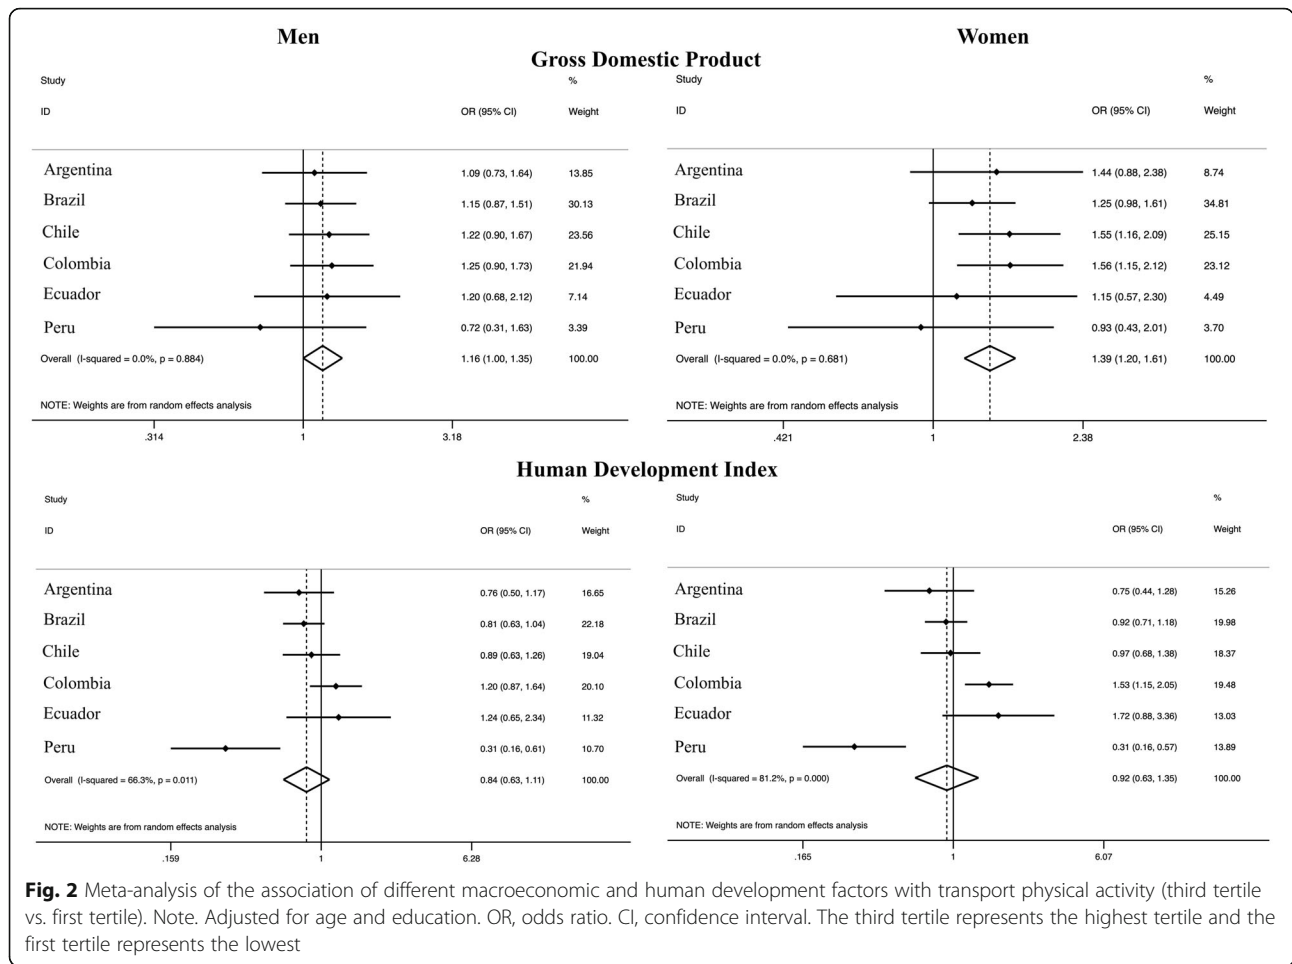 Men
Women
Gross Domestic Product
Study %
ID OR (95% CI) Weight
Argentina 1.09 (0.73, 1.64) 13.85
Brazil 1.15 (0.87, 1.51) 30.13
Chile 1.22 (0.90, 1.67) 23.56
Colombia 1.25 (0.90, 1.73) 21.94
Ecuador 1.20 (0.68, 2.12) 7.14
Peru 0.72 (0.31, 1.63) 3.39
Overall (I-squared = 0.0%, p = 0.884) 1.16 (1.00, 1.35) 100.00
NOTE: Weights are from random effects analysis
.314 1 3.18
Study %
ID OR (95% CI) Weight
Argentina 1.44 (0.88, 2.38) 8.74
Brazil 1.25 (0.98, 1.61) 34.81
Chile 1.55 (1.16, 2.09) 25.15
Colombia 1.56 (1.15, 2.12) 23.12
Ecuador 1.15 (0.57, 2.30) 4.49
Peru 0.93 (0.43, 2.01) 3.70
Overall (I-squared = 0.0%, p = 0.681) 1.39 (1.20, 1.61) 100.00
NOTE: Weights are from random effects analysis
.421 1 2.38
Human Development Index
Study %
ID OR (95% CI) Weight
Argentina 0.76 (0.50, 1.17) 16.65
Brazil 0.81 (0.63, 1.04) 22.18
Chile 0.89 (0.63, 1.26) 19.04
Colombia 1.20 (0.87, 1.64) 20.10
Ecuador 1.24 (0.65, 2.34) 11.32
Peru 0.31 (0.16, 0.61) 10.70
Overall (I-squared = 66.3%, p = 0.011) 0.84 (0.63, 1.11) 100.00
NOTE: Weights are from random effects analysis
.159 1 6.28
Study %
ID OR (95% CI) Weight
Argentina 0.75 (0.44, 1.28) 15.26
Brazil 0.92 (0.71, 1.18) 19.98
Chile 0.97 (0.68, 1.38) 18.37
Colombia 1.53 (1.15, 2.05) 19.48
Ecuador 1.72 (0.88, 3.36) 13.03
Peru 0.31 (0.16, 0.57) 13.89
Overall (I-squared = 81.2%, p = 0.000) 0.92 (0.63, 1.35) 100.00
NOTE: Weights are from random effects analysis
.165 1 6.07
Fig. 2 Meta-analysis of the association of different macroeconomic and human development factors with transport physical activity (third tertile
vs. first tertile). Note. Adjusted for age and education. OR, odds ratio. CI, confidence interval. The third tertile represents the highest tertile and the
first tertile represents the lowest